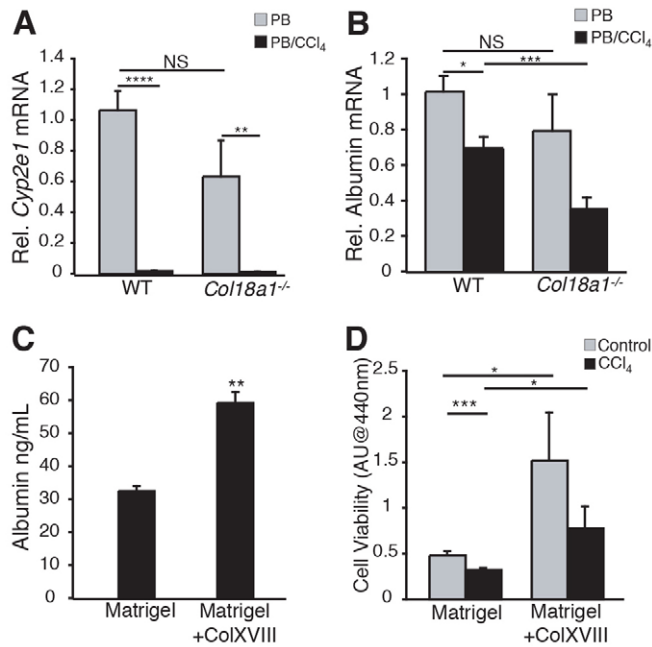 A
PB
PB/CCl4
Rel. Cyp2e1 mRNA
1.4
1.2
1
0.8
0.6
0.4
0.2
0
NS
****
**
WT
Col18a1-/-
B
PB
PB/CCl4
Rel. Albumin mRNA
1.2
1
0.8
0.6
0.4
0.2
0
NS
*
***
WT
Col18a1-/-
C
Albumin ng/mL
70
60
50
40
30
20
10
0
**
Matrigel
Matrigel
+ColXVIII
D
Control
CCl4
Cell Viability (AU@440nm)
2.5
2
1.5
1
0.5
0
*
*
***
Matrigel
Matrigel
+ColXVIII